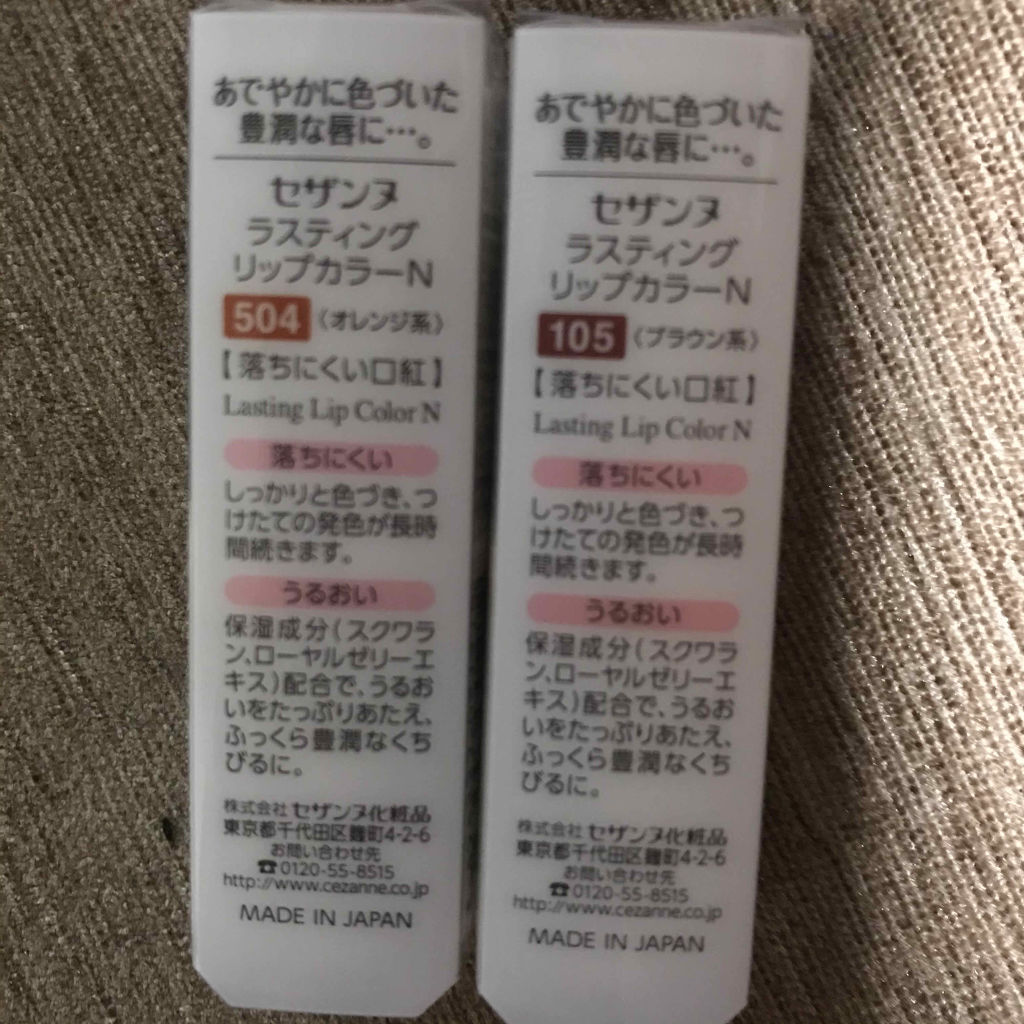 あでやかに色づいた
豊潤な唇に…。
セザンヌ
ラスティング
リップカラーN
504 〈オレンジ系〉
【落ちにくい口紅】
Lasting Lip Color N
落ちにくい
しっかりと色づき、つ
けたての発色が長時
間続きます。
うるおい
保湿成分(スクワラ
ン、ローヤルゼリーエ
キス)配合で、うるお
いをたっぷりあたえ、
ふっくら豊潤なくち
びるに。
株式会社 セザンヌ化粧品
東京都千代田区麹町4-2-6
お問い合わせ先
☎0120-55-8515
http://www.cezanne.co.jp
MADE IN JAPAN
あでやかに色づいた
豊潤な唇に…。
セザンヌ
ラスティング
リップカラーN
105 〈ブラウン系〉
【落ちにくい口紅】
Lasting Lip Color N
落ちにくい
しっかりと色づき、つ
けたての発色が長時
間続きます。
うるおい
保湿成分(スクワラ
ン、ローヤルゼリーエ
キス)配合で、うるお
いをたっぷりあたえ、
ふっくら豊潤なくち
びるに。
株式会社 セザンヌ化粧品
東京都千代田区麹町4-2-6
お問い合わせ先
☎0120-55-8515
http://www.cezanne.co.jp
MADE IN JAPAN